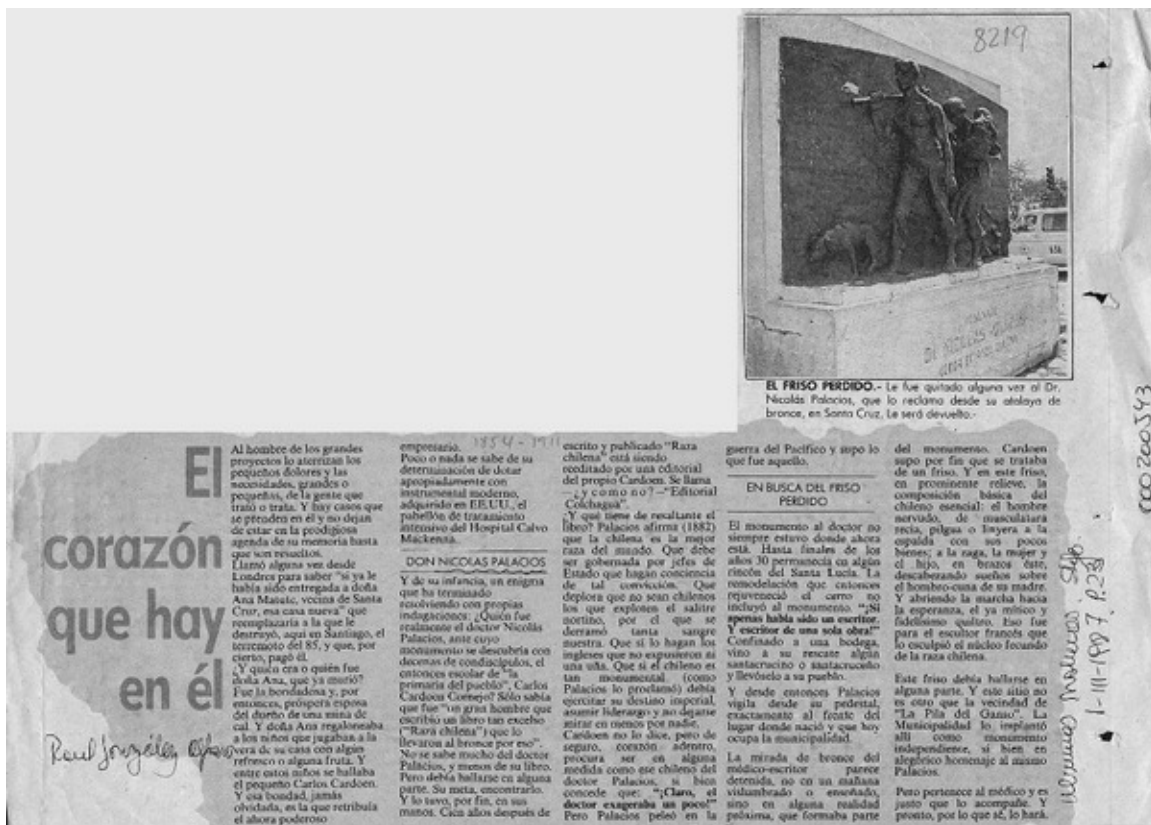 8219
EL FRISO PERDIDO.- Le fue quitado alguna vez al Dr.
Nicolás Palacios, que lo reclama desde su atalaya de
bronce, en Santa Cruz. Le será devuelto.-
El
corazón
que hay
en él
Raúl González
Al hombre de los grandes
proyectos lo aterrizan los
pequeños dolores y las
necesidades, grandes o
pequeñas, de la gente que
trató o trata. Y hay casos que
se prenden en él y no dejan
de estar en la prodigiosa
agenda de su memoria hasta
que son resueltos.
Llamó alguna vez desde
Londres para saber "si ya le
había sido entregada a doña
Ana Matute, vecina de Santa
Cruz, esa casa nueva" que
reemplazaría a la que le
destruyó, aquí en Santiago, el
terremoto del 85, y que, por
cierto, pagó él.
¿Y quién era o quién fue
doña Ana, que ya murió?
Fue la bondadosa y, por
entonces, próspera esposa
del dueño de una mina de
cal. Y doña Ana regaloneaba
a los niños que jugaban a la
vera de su casa con algún
refresco o alguna fruta. Y
entre estos niños se hallaba
el pequeño Carlos Cardoen.
Y esa bondad, jamás
olvidada, es la que retribuía
el ahora poderoso
empresario.
1854 - 1911
Poco o nada se sabe de su
determinación de dotar
apropiadamente con
instrumental moderno,
adquirido en EE.UU., el
pabellón de tratamiento
intensivo del Hospital Calvo
Mackenna.
DON NICOLAS PALACIOS
Y de su infancia, un enigma
que ha terminado
resolviendo con propias
indagaciones: ¿Quién fue
realmente el doctor Nicolás
Palacios, ante cuyo
monumento se descubría con
decenas de condiscípulos, el
entonces escolar de "la
primaria del pueblo", Carlos
Cardoen Cornejo? Sólo sabía
que fue "un gran hombre que
escribió un libro tan excelso
("Raza chilena") que lo
llevaron al bronce por eso".
No se sabe mucho del doctor
Palacios, y menos de su libro.
Pero debía hallarse en alguna
parte. Su meta, encontrarlo.
Y lo tuvo, por fin, en sus
manos. Cien años después de
escrito y publicado "Raza
chilena" está siendo
reeditado por una editorial
del propio Cardoen. Se llama
—¿y como no?— "Editorial
Colchagua".
¿Y qué tiene de resaltante el
libro? Palacios afirma (1882)
que la chilena es la mejor
raza del mundo. Que debe
ser gobernada por jefes de
Estado que hagan conciencia
de tal convicción. Que
deplora que no sean chilenos
los que exploten el salitre
nortino, por el que se
derramó tanta sangre
nuestra. Que sí lo hagan los
ingleses que no expusieron ni
una uña. Que si el chileno es
tan monumental (como
Palacios lo proclamó) debía
ejercitar su destino imperial,
asumir liderazgo y no dejarse
mirar en menos por nadie.
Cardoen no lo dice, pero de
seguro, corazón adentro,
procura ser en alguna
medida como ese chileno del
doctor Palacios, si bien
concede que: "¡Claro, el
doctor exageraba un poco!"
Pero Palacios peleó en la
guerra del Pacífico y supo lo
que fue aquello.
EN BUSCA DEL FRISO
PERDIDO
El monumento al doctor no
siempre estuvo donde ahora
está. Hasta finales de los
años 30 permanecía en algún
rincón del Santa Lucía. La
remodelación que entonces
rejuveneció el cerro no
incluyó al monumento. "¡Si
apenas había sido un escritor.
Y escritor de una sola obra!"
Confinado a una bodega,
vino a su rescate algún
santacrucino o santacruceño
y llevóselo a su pueblo.
Y desde entonces Palacios
vigila desde su pedestal,
exactamente al frente del
lugar donde nació y que hoy
ocupa la municipalidad.
La mirada de bronce del
médico-escritor parece
detenida, no en un mañana
vislumbrado o enseñado,
sino en alguna realidad
próxima, que formaba parte
del monumento. Cardoen
supo por fin que se trataba
de un friso. Y en este friso,
en prominente relieve, la
composición básica del
chileno esencial: el hombre
nervudo, de musculatura
recia, pilgua o linyera a la
espalda con sus pocos
bienes; a la zaga, la mujer y
el hijo, en brazos éste,
descabezando sueños sobre
el hombro-cuna de su madre.
Y abriendo la marcha hacia
la esperanza, el ya mítico y
fidelísimo quiltro. Eso fue
para el escultor francés que
lo esculpió el núcleo fecundo
de la raza chilena.
Este friso debía hallarse en
alguna parte. Y este sitio no
es otro que la vecindad de
"La Pila del Ganso". La
Municipalidad lo implantó
allí como monumento
independiente, si bien en
alegórico homenaje al mismo
Palacios.
Pero pertenece al médico y es
justo que lo acompañe. Y
pronto, por lo que sé, lo hará.
000200543